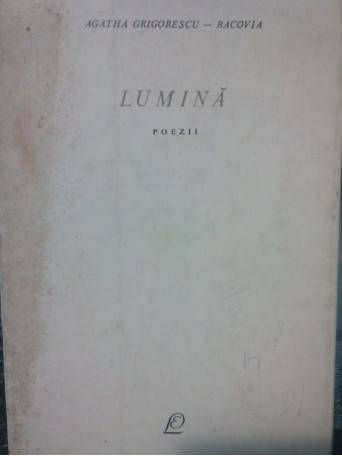 AGATHA GRIGORESCU — BACOVIA
LUMINĂ
POEZII